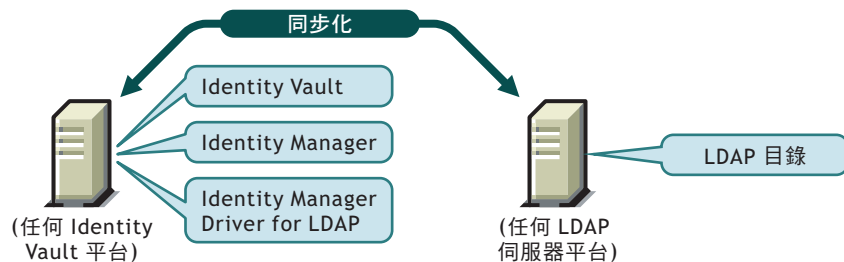 同步化
Identity Vault
Identity Manager
Identity Manager
Driver for LDAP
(任何 Identity
Vault 平台)
LDAP 目錄
(任何 LDAP
伺服器平台)